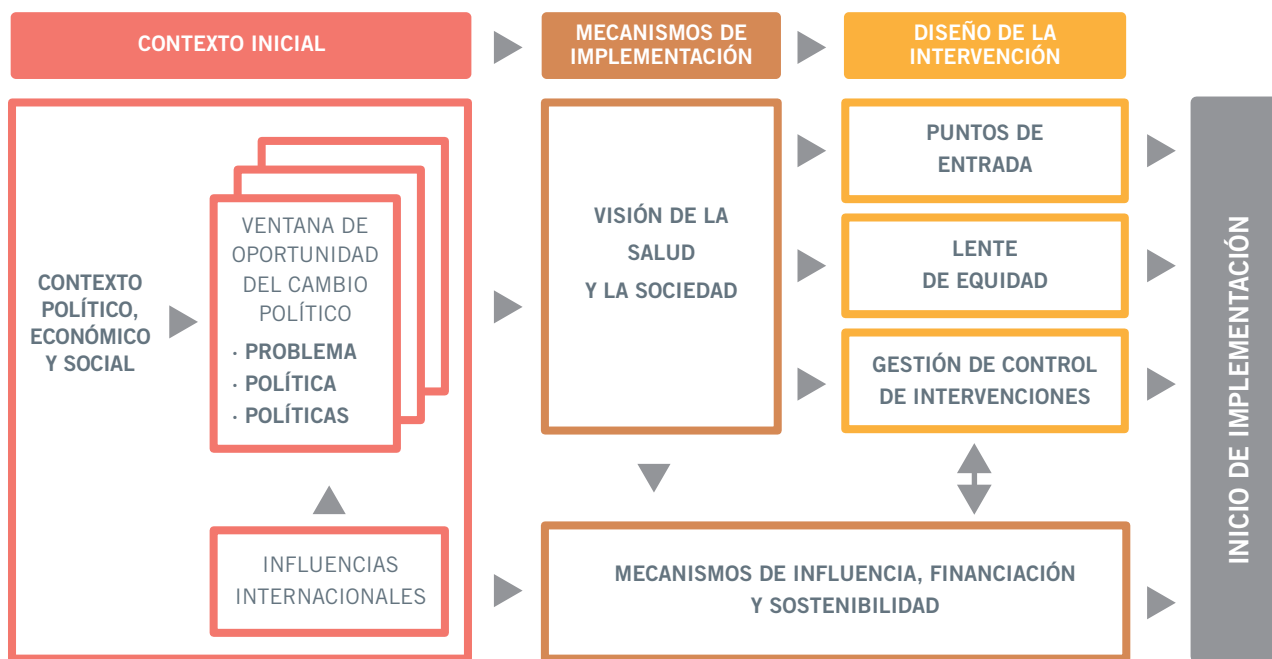 CONTEXTO INICIAL
MECANISMOS DE
IMPLEMENTACIÓN
DISEÑO DE LA
INTERVENCIÓN
CONTEXTO
POLÍTICO,
ECONÓMICO
Y SOCIAL
VENTANA DE
OPORTUNIDAD
DEL CAMBIO
POLÍTICO
· PROBLEMA
· POLÍTICA
· POLÍTICAS
INFLUENCIAS
INTERNACIONALES
VISIÓN DE LA
SALUD
Y LA SOCIEDAD
PUNTOS DE
ENTRADA
LENTE
DE EQUIDAD
GESTIÓN DE CONTROL
DE INTERVENCIONES
MECANISMOS DE INFLUENCIA, FINANCIACIÓN
Y SOSTENIBILIDAD
INICIO DE IMPLEMENTACIÓN